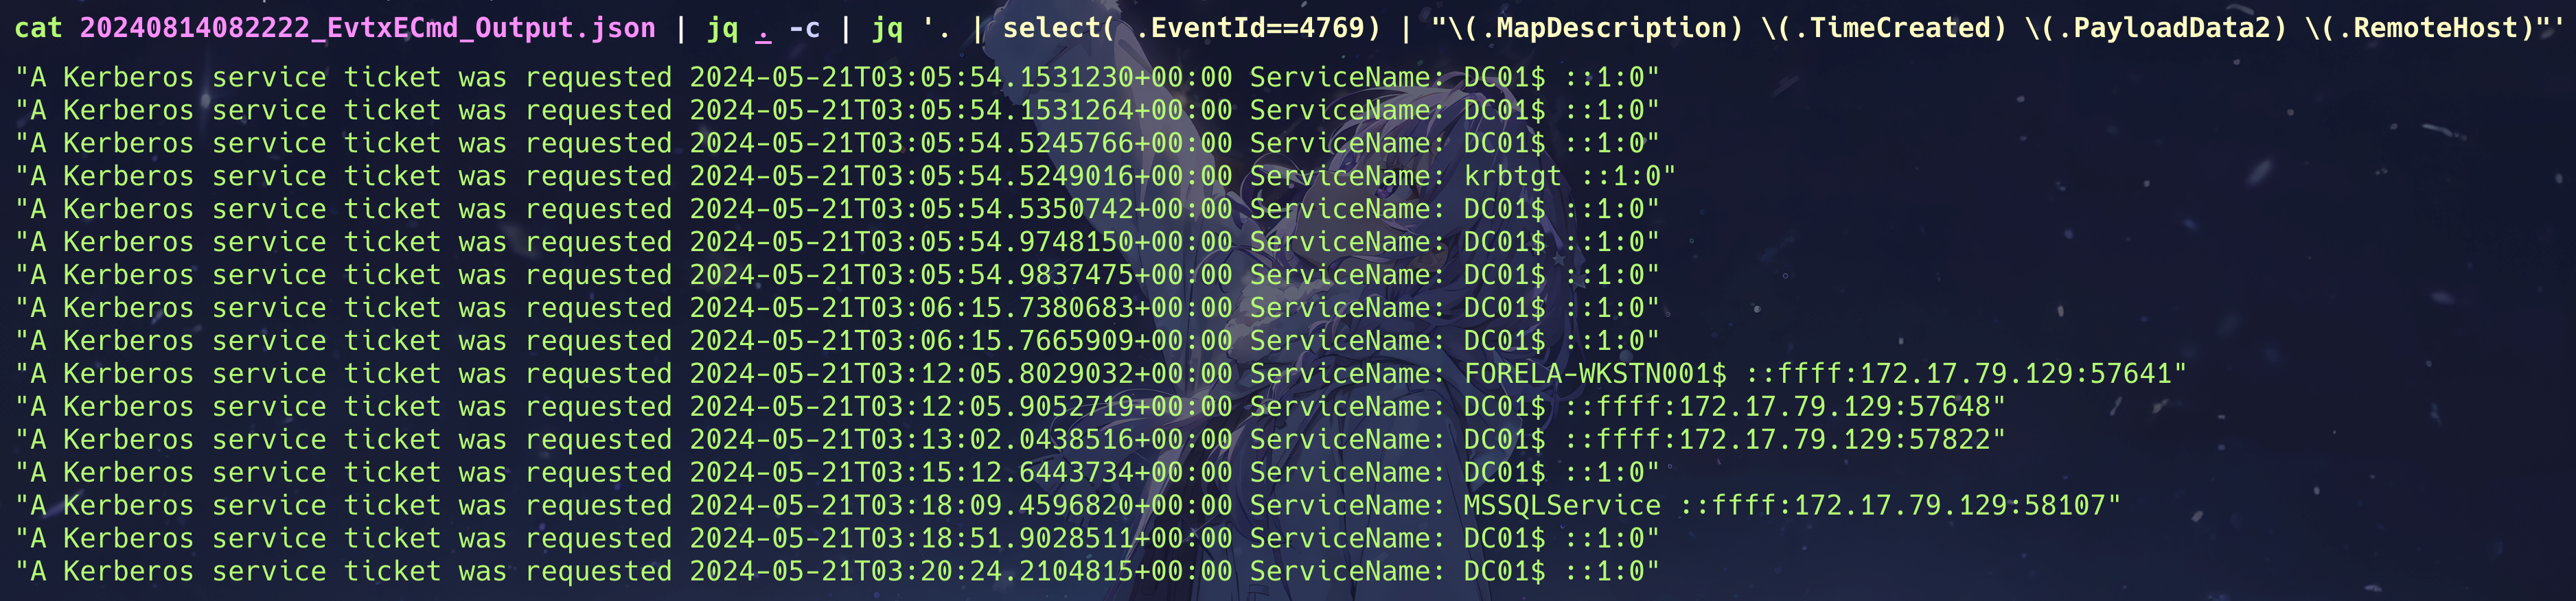 cat 20240814082222_EvtxECmd_Output.json | jq . -c | jq '. | select( .EventId==4769) | "\(.MapDescription) \(.TimeCreated) \(.PayloadData2) \(.RemoteHost)"'
"A Kerberos service ticket was requested 2024-05-21T03:05:54.1531230+00:00 ServiceName: DC01$ ::1:0"
"A Kerberos service ticket was requested 2024-05-21T03:05:54.1531264+00:00 ServiceName: DC01$ ::1:0"
"A Kerberos service ticket was requested 2024-05-21T03:05:54.5245766+00:00 ServiceName: DC01$ ::1:0"
"A Kerberos service ticket was requested 2024-05-21T03:05:54.5249016+00:00 ServiceName: krbtgt ::1:0"
"A Kerberos service ticket was requested 2024-05-21T03:05:54.5350742+00:00 ServiceName: DC01$ ::1:0"
"A Kerberos service ticket was requested 2024-05-21T03:05:54.9748150+00:00 ServiceName: DC01$ ::1:0"
"A Kerberos service ticket was requested 2024-05-21T03:05:54.9837475+00:00 ServiceName: DC01$ ::1:0"
"A Kerberos service ticket was requested 2024-05-21T03:06:15.7380683+00:00 ServiceName: DC01$ ::1:0"
"A Kerberos service ticket was requested 2024-05-21T03:06:15.7665909+00:00 ServiceName: DC01$ ::1:0"
"A Kerberos service ticket was requested 2024-05-21T03:12:05.8029032+00:00 ServiceName: FORELA-WKSTN001$ ::ffff:172.17.79.129:57641"
"A Kerberos service ticket was requested 2024-05-21T03:12:05.9052719+00:00 ServiceName: DC01$ ::ffff:172.17.79.129:57648"
"A Kerberos service ticket was requested 2024-05-21T03:13:02.0438516+00:00 ServiceName: DC01$ ::ffff:172.17.79.129:57822"
"A Kerberos service ticket was requested 2024-05-21T03:15:12.6443734+00:00 ServiceName: DC01$ ::1:0"
"A Kerberos service ticket was requested 2024-05-21T03:18:09.4596820+00:00 ServiceName: MSSQLService ::ffff:172.17.79.129:58107"
"A Kerberos service ticket was requested 2024-05-21T03:18:51.9028511+00:00 ServiceName: DC01$ ::1:0"
"A Kerberos service ticket was requested 2024-05-21T03:20:24.2104815+00:00 ServiceName: DC01$ ::1:0"